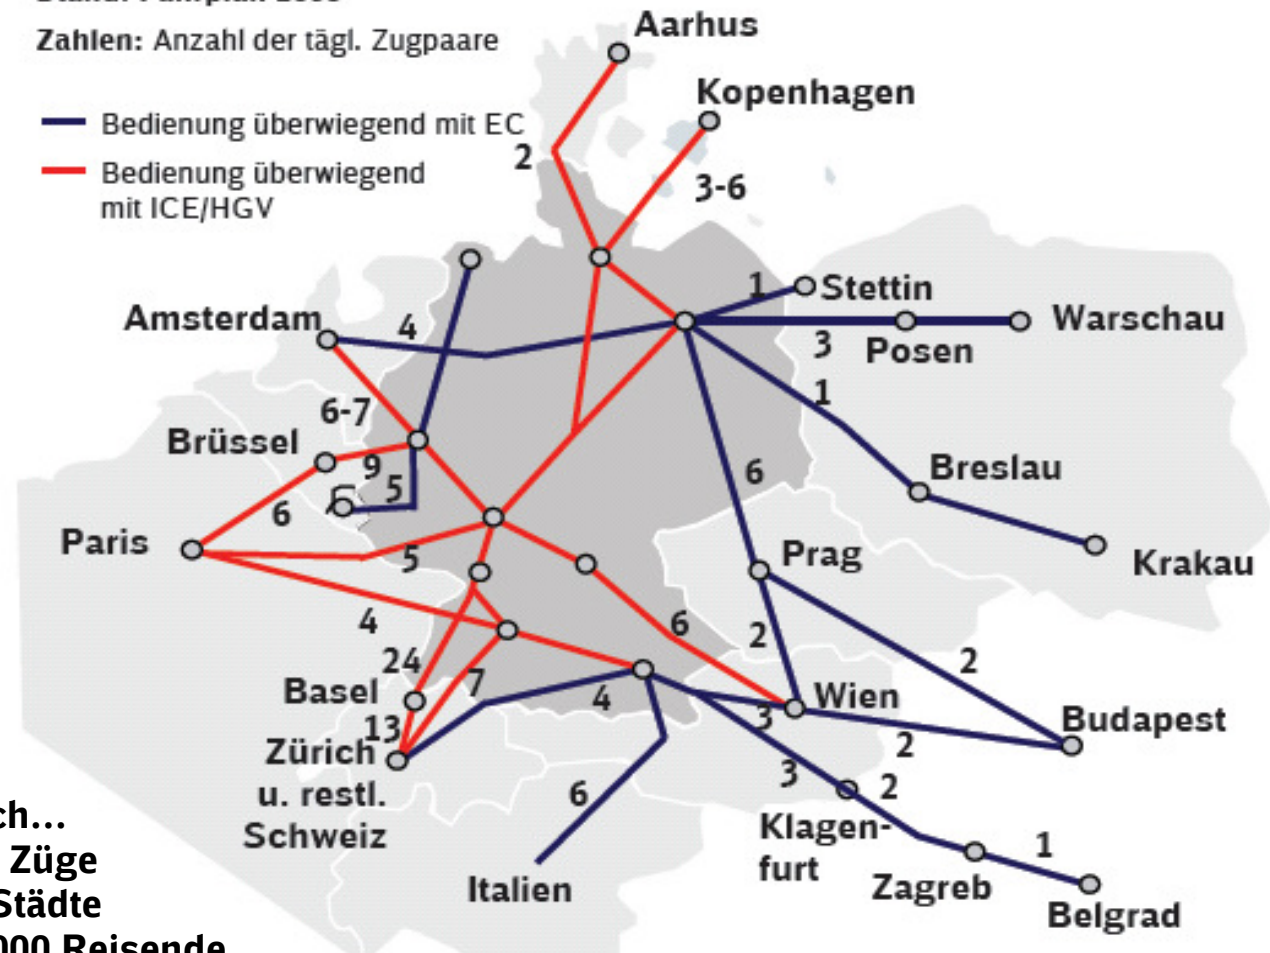 Zahlen: Anzahl der tägl. Zugpaare
Bedienung überwiegend mit EC
Bedienung überwiegend
mit ICE/HGV
Aarhus
Kopenhagen
2
3-6
Amsterdam
4
1
Stettin
Warschau
3
Posen
1
6-7
Brüssel
9
5
6
6
Breslau
Paris
5
Prag
Krakau
4
6
2
2
24
Basel
7
4
Wien
3
13
Zürich
u. restl.
Schweiz
2
Budapest
6
3
2
Klagen-
furt
1
Italien
Zagreb
Belgrad
ch...
Züge
Städte
000 Reisende